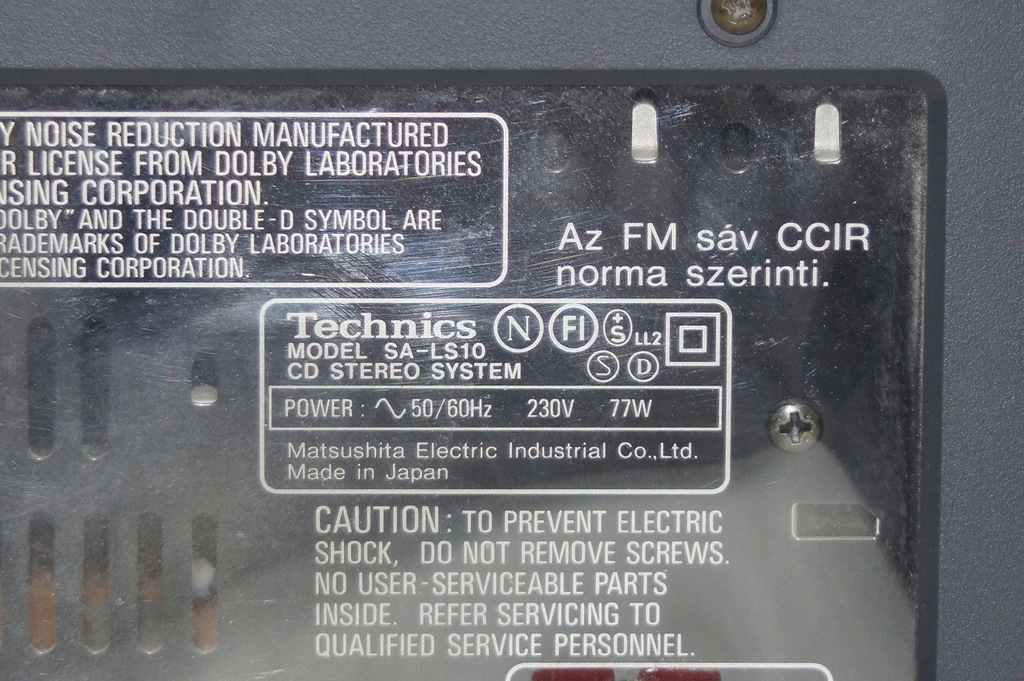 Y NOISE REDUCTION MANUFACTURED
R LICENSE FROM DOLBY LABORATORIES
NSING CORPORATION.
DOLBY" AND THE DOUBLE-D SYMBOL ARE
RADEMARKS OF DOLBY LABORATORIES
CENSING CORPORATION.
Az FM sáv CCIR
norma szerinti.
Technics N FI +S LL2
MODEL SA-LS10
CD STEREO SYSTEM S D
POWER : ∿ 50/60Hz 230V 77W
Matsushita Electric Industrial Co.,Ltd.
Made in Japan
CAUTION : TO PREVENT ELECTRIC
SHOCK, DO NOT REMOVE SCREWS.
NO USER-SERVICEABLE PARTS
INSIDE. REFER SERVICING TO
QUALIFIED SERVICE PERSONNEL.